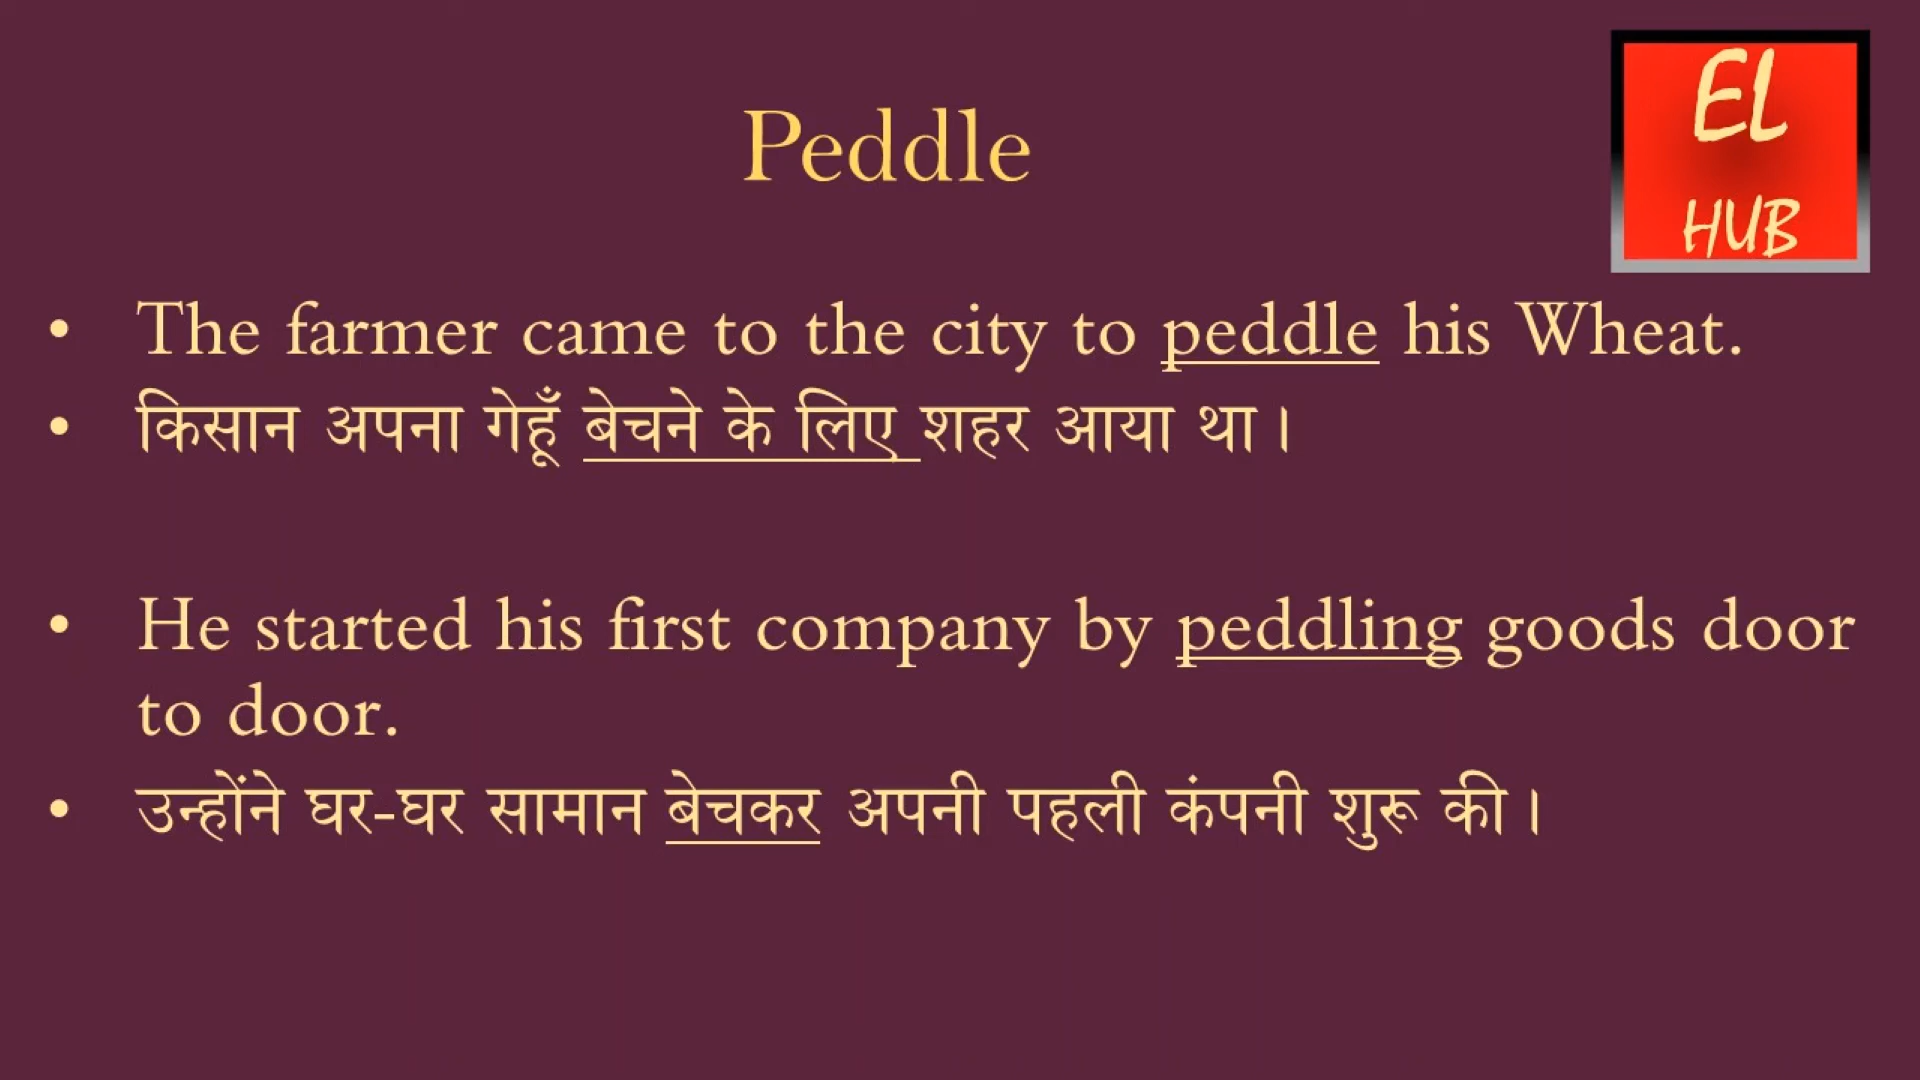 EL
HUB
Peddle
• The farmer came to the city to peddle his Wheat.
• किसान अपना गेहूँ बेचने के लिए शहर आया था।
• He started his first company by peddling goods door
to door.
• उन्होंने घर-घर सामान बेचकर अपनी पहली कंपनी शुरू की।